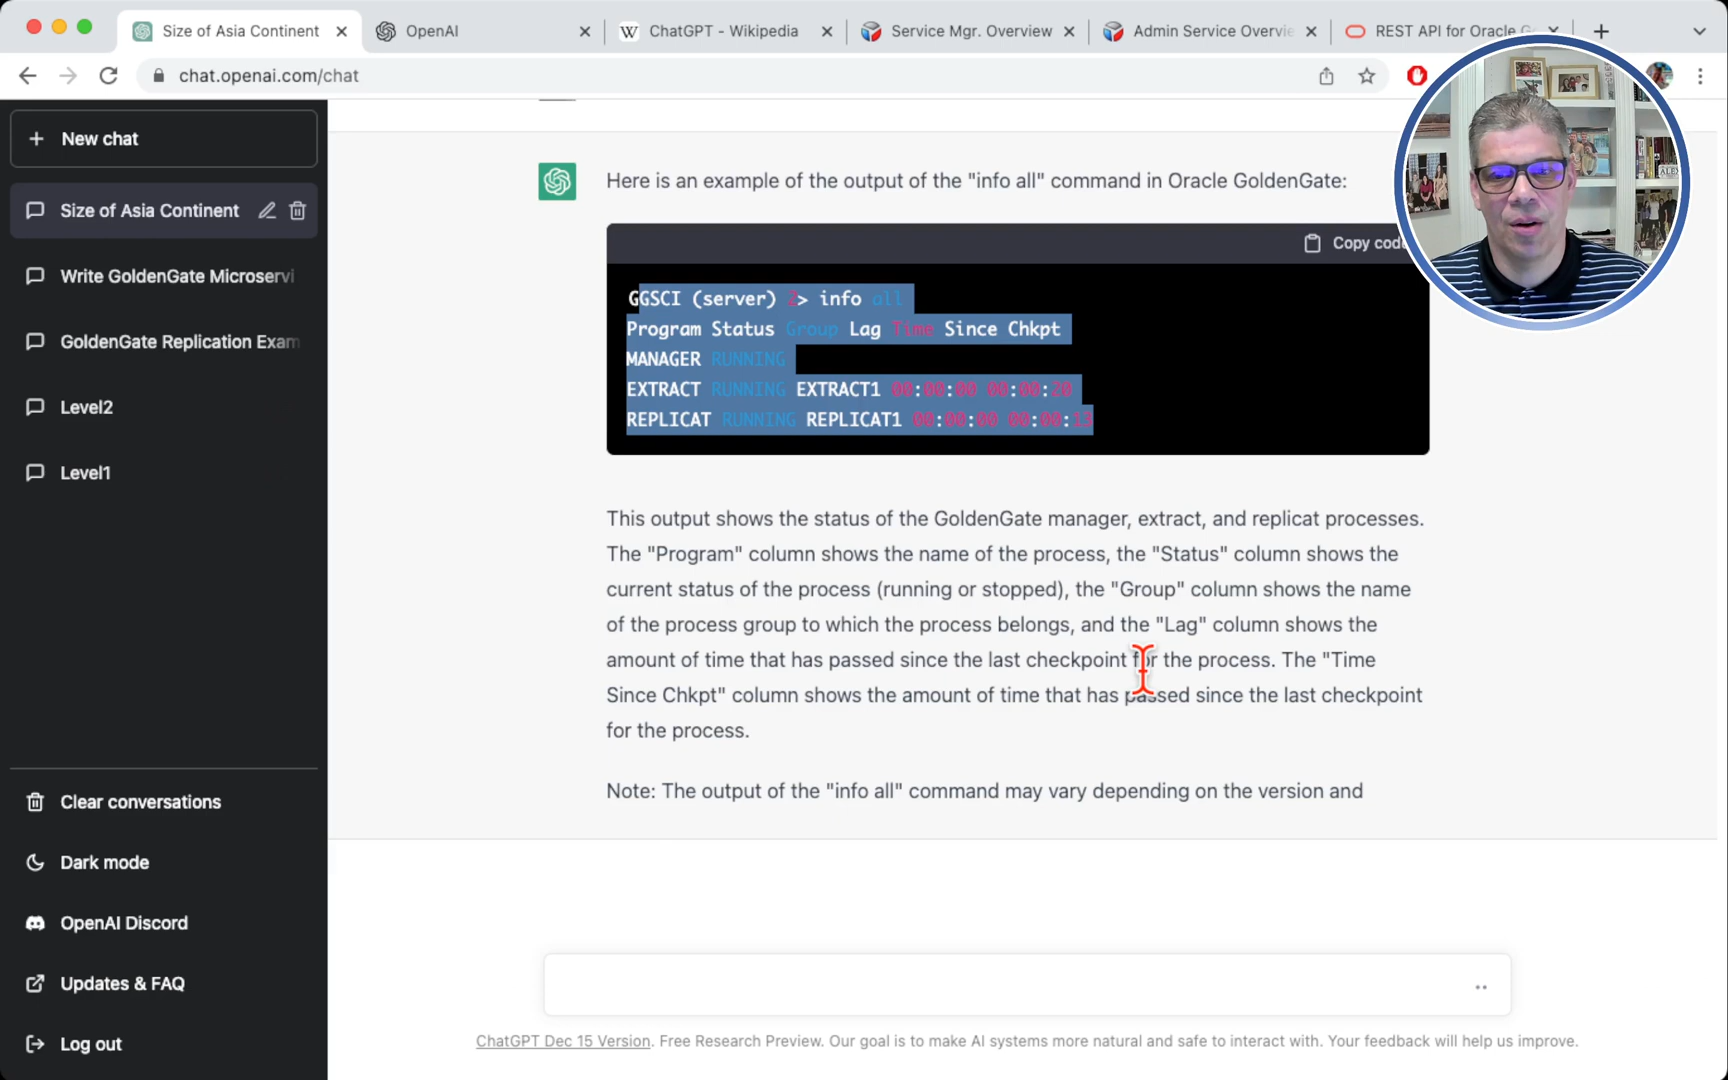 Size of Asia Continent
OpenAI
W ChatGPT - Wikipedia
Service Mgr. Overview
Admin Service Overvie
REST API for Oracle G
chat.openai.com/chat
+ New chat
Size of Asia Continent
Write GoldenGate Microservi
GoldenGate Replication Exam
Level2
Level1
Clear conversations
Dark mode
OpenAI Discord
Updates & FAQ
Log out
Here is an example of the output of the "info all" command in Oracle GoldenGate:
Copy code
GGSCI (server) 2> info all
Program Status Group Lag Time Since Chkpt
MANAGER RUNNING
EXTRACT RUNNING EXTRACT1 00:00:00 00:00:20
REPLICAT RUNNING REPLICAT1 00:00:00 00:00:13
This output shows the status of the GoldenGate manager, extract, and replicat processes.
The "Program" column shows the name of the process, the "Status" column shows the
current status of the process (running or stopped), the "Group" column shows the name
of the process group to which the process belongs, and the "Lag" column shows the
amount of time that has passed since the last checkpoint for the process. The "Time
Since Chkpt" column shows the amount of time that has passed since the last checkpoint
for the process.
Note: The output of the "info all" command may vary depending on the version and
ChatGPT Dec 15 Version. Free Research Preview. Our goal is to make AI systems more natural and safe to interact with. Your feedback will help us improve.